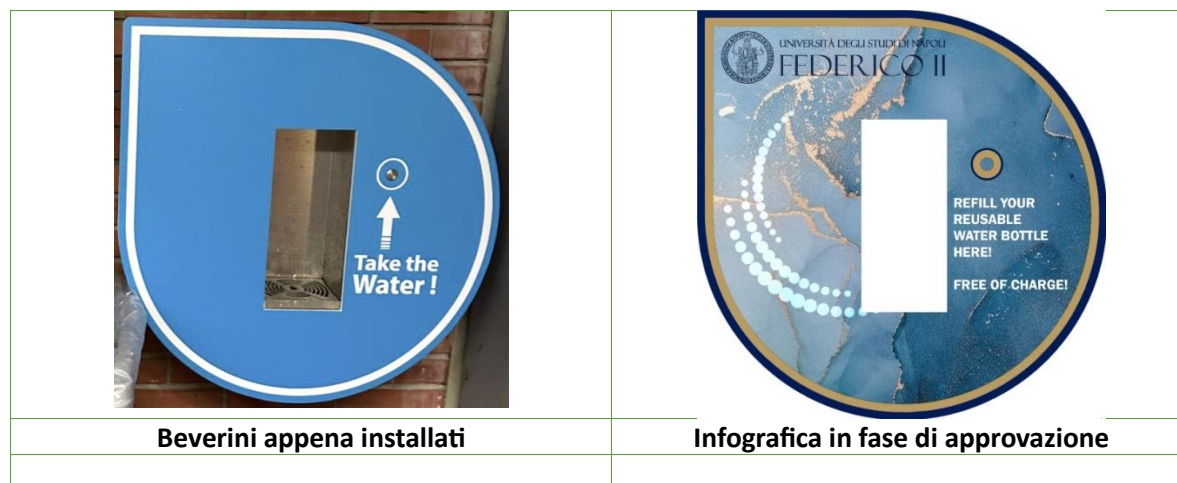 Take the
Water !
UNIVERSITÀ DEGLI STUDI DI NAPOLI
FEDERICO II
REFILL YOUR
REUSABLE
WATER BOTTLE
HERE!
FREE OF CHARGE!
Beverini appena installati
Infografica in fase di approvazione